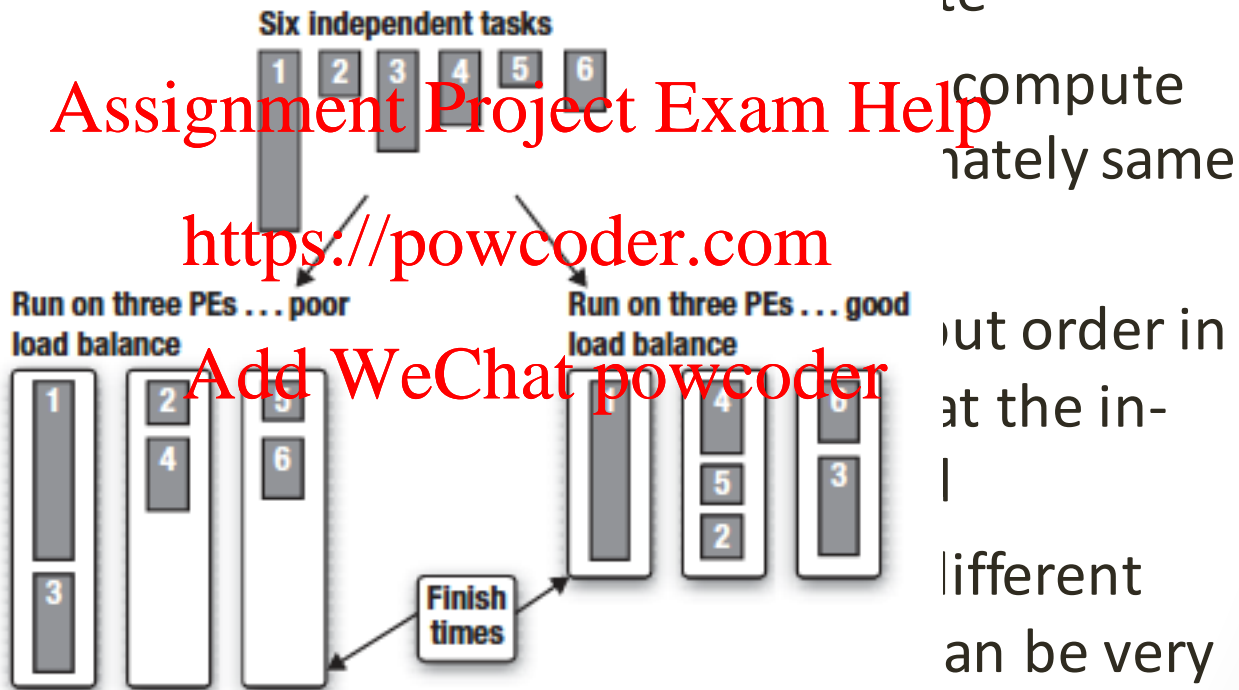 Six independent tasks
1 2 3 4 5 6
Assignment Project Exam Help
compute
same
https://powcoder.com
Run on three PEs ... poor
load balance
Run on three PEs ... good
load balance
order in
Add WeChat powcoder
at the in-
1 2 5
4 6
3
1 4 6
5 3
2
different
Finish
times
an be very